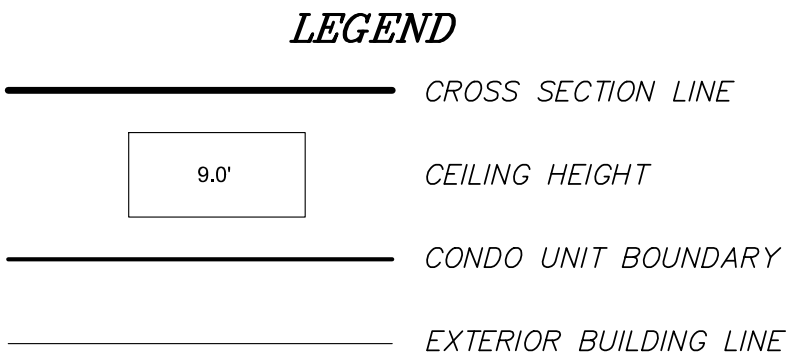 LEGEND
CROSS SECTION LINE
9.0' CEILING HEIGHT
CONDO UNIT BOUNDARY
EXTERIOR BUILDING LINE